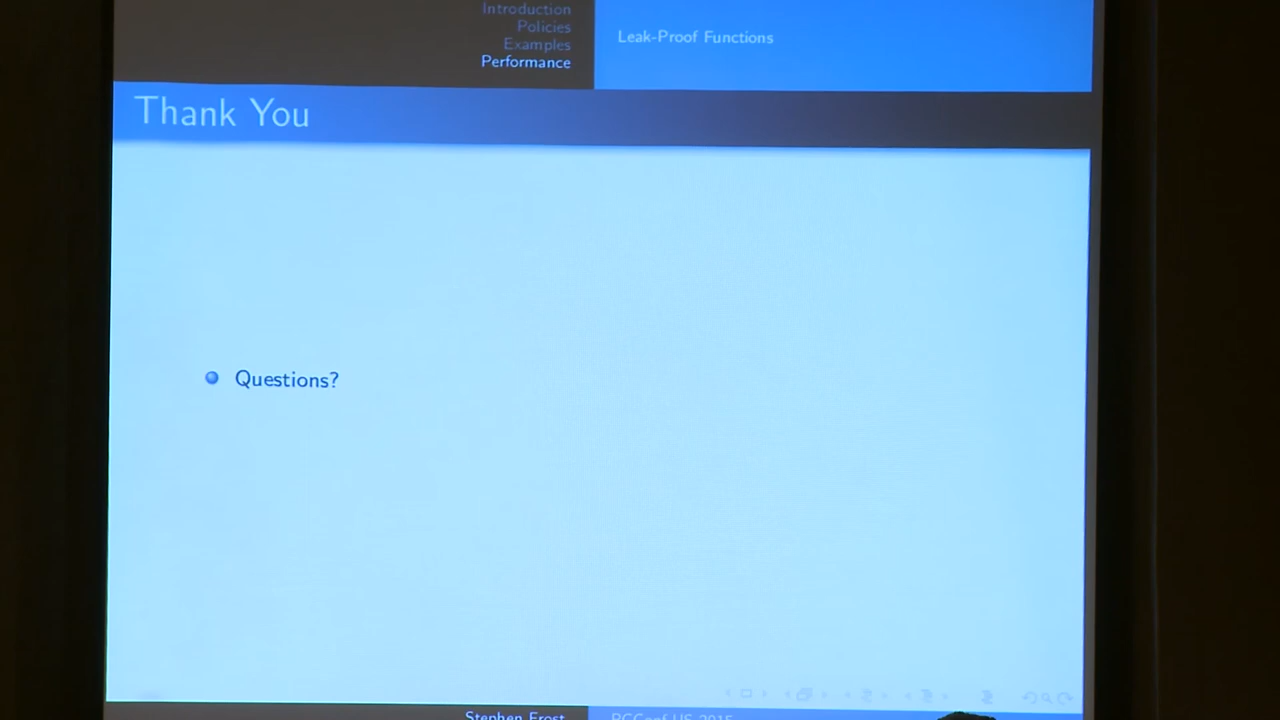 Introduction
Policies
Examples
Performance
Leak-Proof Functions
Thank You
Questions?
Stephen Frost
PGConf US 2015